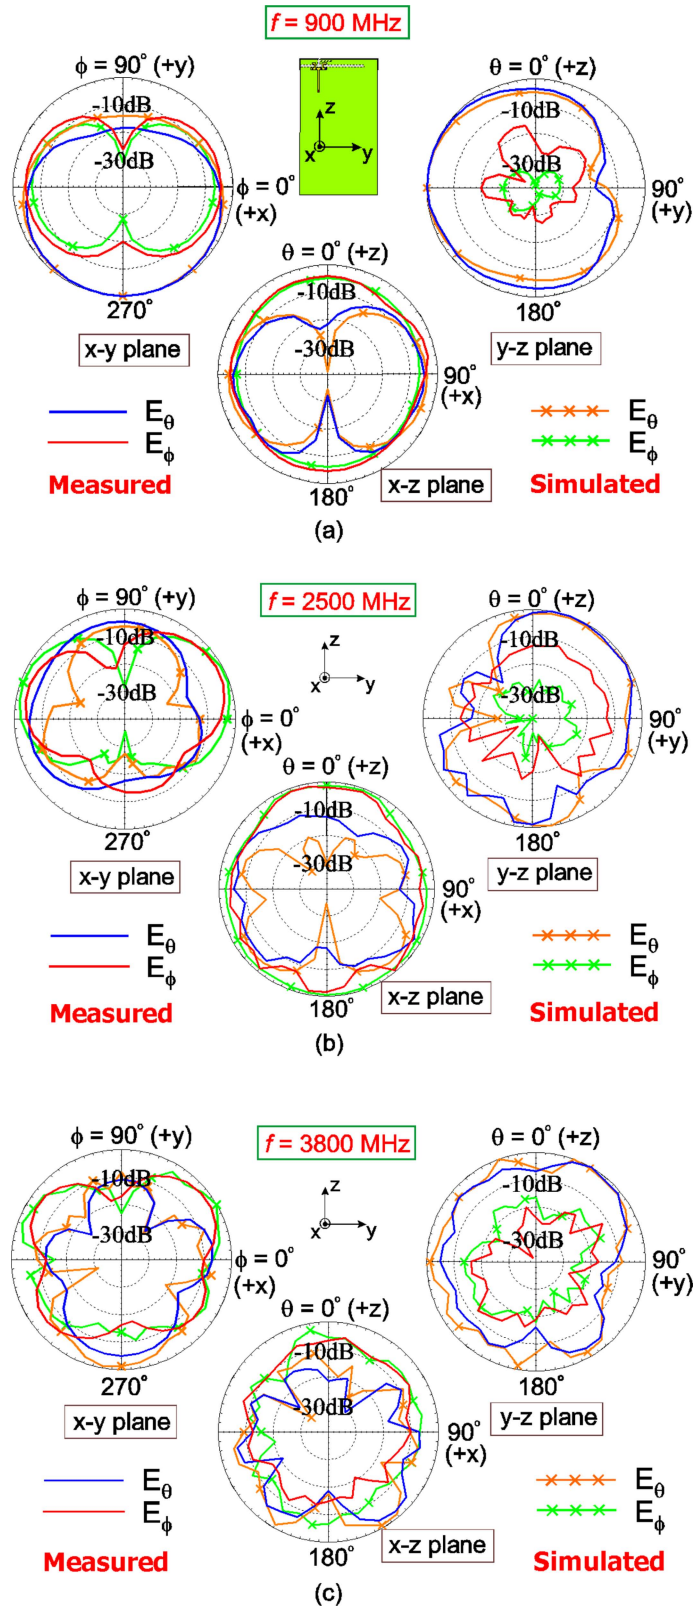 f = 900 MHz
ϕ = 90° (+y)
-10dB
-30dB
ϕ = 0°
(+x)
270°
x-y plane
z
x
y
θ = 0° (+z)
-10dB
-30dB
90°
(+y)
180°
y-z plane
θ = 0° (+z)
-10dB
-30dB
90°
(+x)
180°
x-z plane
Eθ
Eϕ
Measured
Eθ
Eϕ
Simulated
(a)
f = 2500 MHz
ϕ = 90° (+y)
-10dB
-30dB
ϕ = 0°
(+x)
270°
x-y plane
z
x
y
θ = 0° (+z)
-10dB
-30dB
90°
(+y)
180°
y-z plane
θ = 0° (+z)
-10dB
-30dB
90°
(+x)
180°
x-z plane
Eθ
Eϕ
Measured
Eθ
Eϕ
Simulated
(b)
f = 3800 MHz
ϕ = 90° (+y)
-10dB
-30dB
ϕ = 0°
(+x)
270°
x-y plane
z
x
y
θ = 0° (+z)
-10dB
-30dB
90°
(+y)
180°
y-z plane
θ = 0° (+z)
-10dB
-30dB
90°
(+x)
180°
x-z plane
Eθ
Eϕ
Measured
Eθ
Eϕ
Simulated
(c)